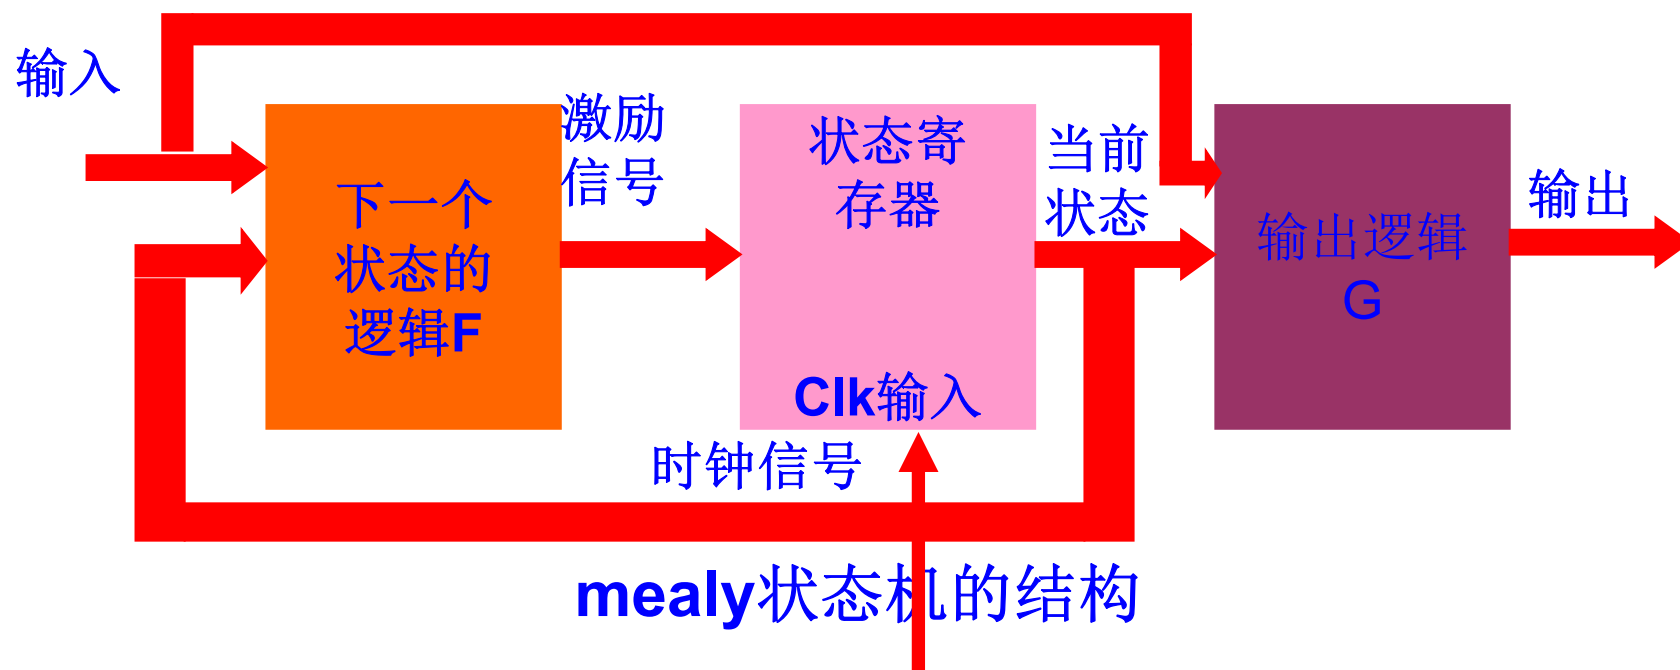 输入
下一个
状态的
逻辑F
激励
信号
状态寄
存器
Clk输入
时钟信号
当前
状态
输出逻辑
G
输出
mealy状态机的结构